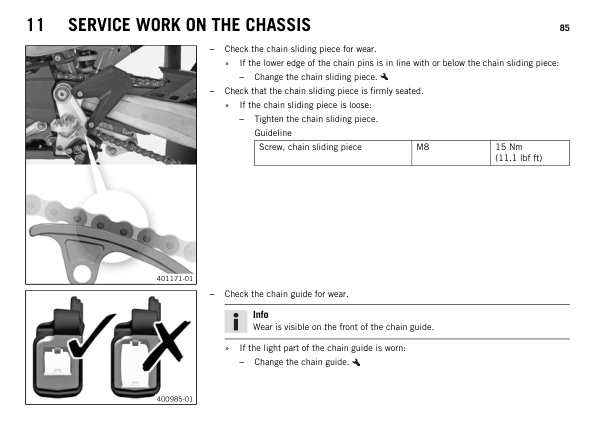 11 SERVICE WORK ON THE CHASSIS 85
– Check the chain sliding piece for wear.
» If the lower edge of the chain pins is in line with or below the chain sliding piece:
– Change the chain sliding piece.
– Check that the chain sliding piece is firmly seated.
» If the chain sliding piece is loose:
– Tighten the chain sliding piece.
Guideline
Screw, chain sliding piece M8 15 Nm
(11.1 lbf ft)
401171-01
– Check the chain guide for wear.
Info
Wear is visible on the front of the chain guide.
» If the light part of the chain guide is worn:
– Change the chain guide.
400985-01